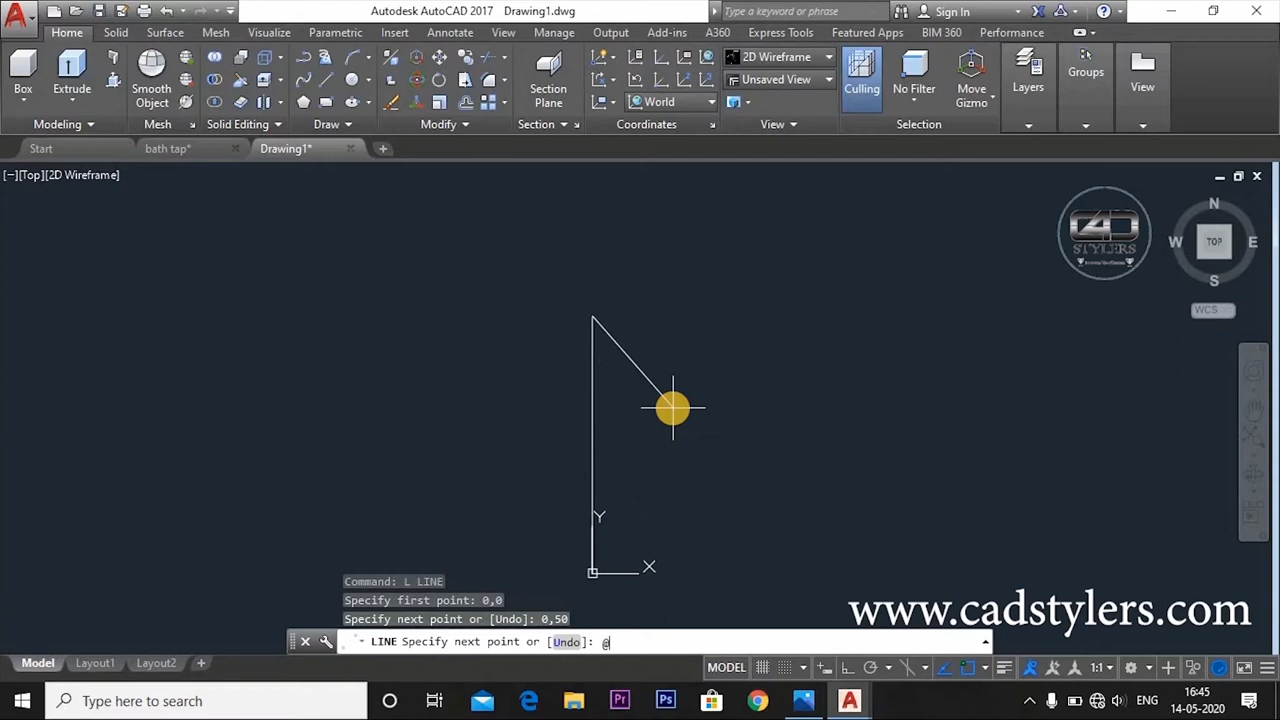 Autodesk AutoCAD 2017 Drawing1.dwg
Type a keyword or phrase
Sign In
Home Solid Surface Mesh Visualize Parametric Insert Annotate View Manage Output Add-ins A360 Express Tools Featured Apps BIM 360 Performance
Box
Extrude
Smooth Object
Section Plane
World
2D Wireframe
Unsaved View
Culling
No Filter
Move Gizmo
Layers
Groups
View
Modeling Mesh Solid Editing Draw Modify Section Coordinates View Selection
Start bath tap* Drawing1*
[−][Top][2D Wireframe]
STYLERS
N
W TOP E
S
WCS
Y
X
Command: L LINE
Specify first point: 0,0
Specify next point or [Undo]: 0,50
LINE Specify next point or [Undo]: @
www.cadstylers.com
Model Layout1 Layout2 +
MODEL
1:1
Type here to search
Pr
Ps
A
ENG
16:45
14-05-2020